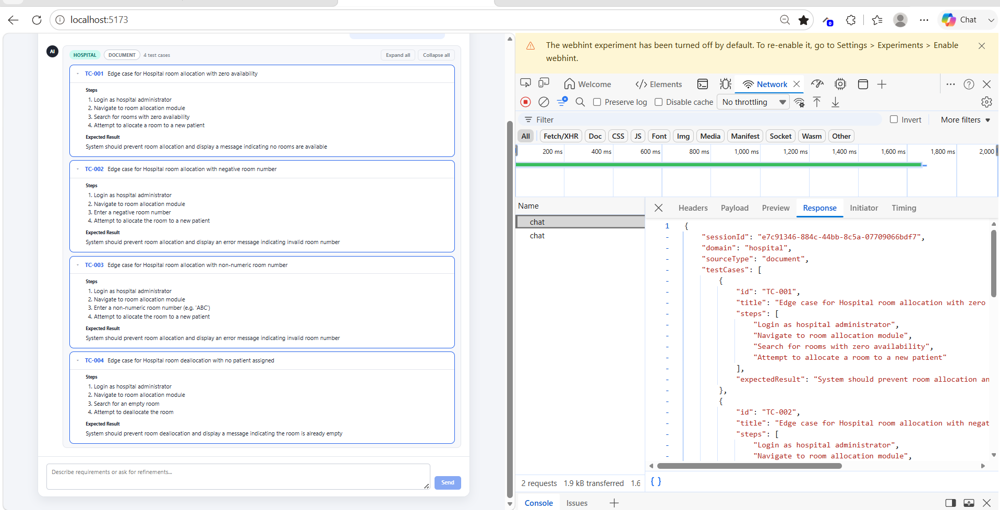 localhost:5173
0
Chat
AI
HOSPITAL DOCUMENT 4 test cases Expand all Collapse all
TC-001 Edge case for Hospital room allocation with zero availability
Steps
1. Login as hospital administrator
2. Navigate to room allocation module
3. Search for rooms with zero availability
4. Attempt to allocate a room to a new patient
Expected Result
System should prevent room allocation and display a message indicating no rooms are available
TC-002 Edge case for Hospital room allocation with negative room number
Steps
1. Login as hospital administrator
2. Navigate to room allocation module
3. Enter a negative room number
4. Attempt to allocate the room to a new patient
Expected Result
System should prevent room allocation and display an error message indicating invalid room number
TC-003 Edge case for Hospital room allocation with non-numeric room number
Steps
1. Login as hospital administrator
2. Navigate to room allocation module
3. Enter a non-numeric room number (e.g. 'ABC')
4. Attempt to allocate the room to a new patient
Expected Result
System should prevent room allocation and display an error message indicating invalid room number
TC-004 Edge case for Hospital room deallocation with no patient assigned
Steps
1. Login as hospital administrator
2. Navigate to room allocation module
3. Search for an empty room
4. Attempt to deallocate the room
Expected Result
System should prevent room deallocation and display a message indicating the room is already empty
Describe requirements or ask for refinements...
Send
The webhint experiment has been turned off by default. To re-enable it, go to Settings > Experiments > Enable
webhint.
Welcome </> Elements Network
Preserve log Disable cache No throttling
Filter Invert More filters
All Fetch/XHR Doc CSS JS Font Img Media Manifest Socket Wasm Other
200 ms 400 ms 600 ms 800 ms 1,000 ms 1,200 ms 1,400 ms 1,600 ms 1,800 ms 2,000
Name
chat
chat
Headers Payload Preview Response Initiator Timing
1 {
- "sessionId": "e7c91346-884c-44bb-8c5a-07709066bdf7",
- "domain": "hospital",
- "sourceType": "document",
- "testCases": [
- {
- "id": "TC-001",
- "title": "Edge case for Hospital room allocation with zero
- "steps": [
- "Login as hospital administrator",
- "Navigate to room allocation module",
- "Search for rooms with zero availability",
- "Attempt to allocate a room to a new patient"
- ],
- "expectedResult": "System should prevent room allocation an
- },
- {
- "id": "TC-002",
- "title": "Edge case for Hospital room allocation with negat
- "steps": [
- "Login as hospital administrator",
- "Navigate to room allocation module",
2 requests 1.9 kB transferred 1.6
{ }
Console Issues